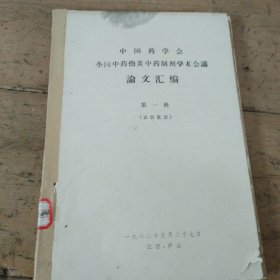 中国药学会
全国中药炮炙中药制剂学术会议
論文汇编
第一辑
(大会宣读)
一九八二年五月二十七日
江西·庐山